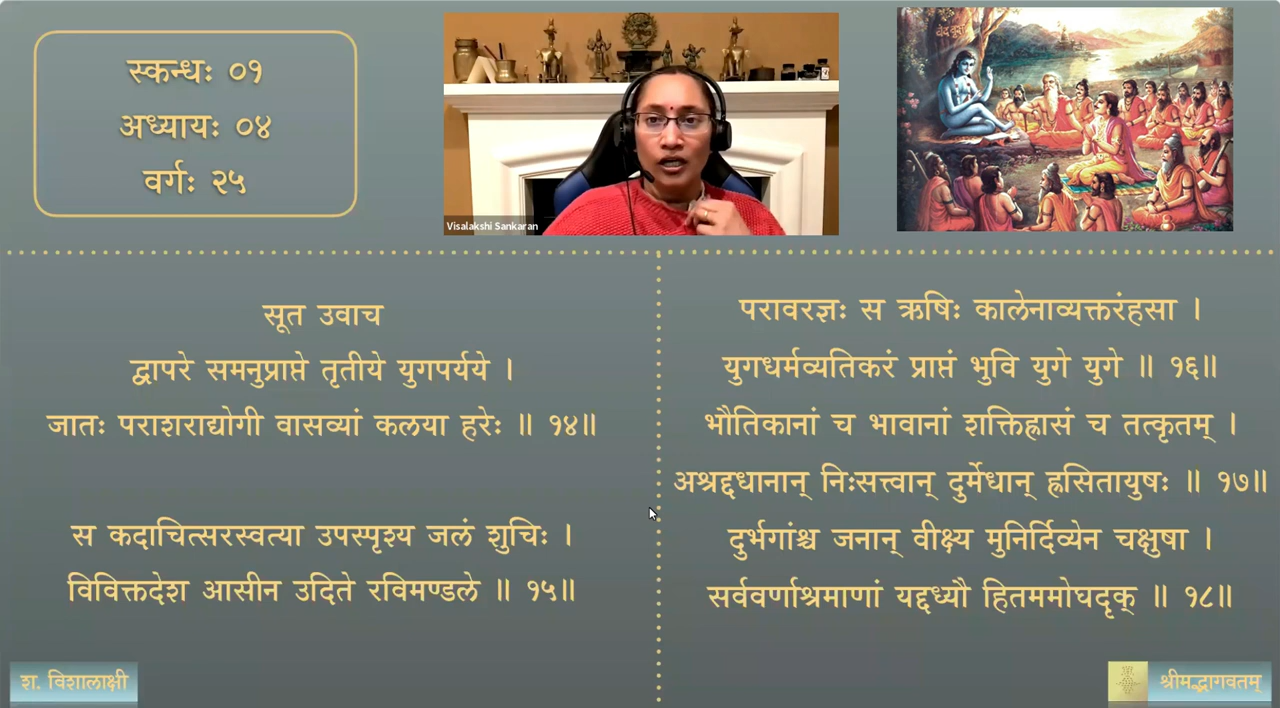 स्कन्धः ०१
अध्यायः ०४
वर्गः २५
Visalakshi Sankaran
सूत उवाच
द्वापरे समनुप्राप्ते तृतीये युगपर्यये ।
जातः पराशराद्योगी वासव्यां कलया हरेः ॥ १४॥
स कदाचित्सरस्वत्या उपस्पृश्य जलं शुचिः ।
विविक्तदेश आसीन उदिते रविमण्डले ॥ १५॥
परावरज्ञः स ऋषिः कालेनाव्यक्तरंहसा ।
युगधर्मव्यतिकरं प्राप्तं भुवि युगे युगे ॥ १६॥
भौतिकानां च भावानां शक्तिह्रासं च तत्कृतम् ।
अश्रद्दधानान् निःसत्त्वान् दुर्मेधान् ह्रसितायुषः ॥ १७॥
दुर्भगांश्च जनान् वीक्ष्य मुनिर्दिव्येन चक्षुषा ।
सर्ववर्णाश्रमाणां यद्दध्यौ हितममोघदृक् ॥ १८॥
श. विशालाक्षी
श्रीमद्भागवतम्